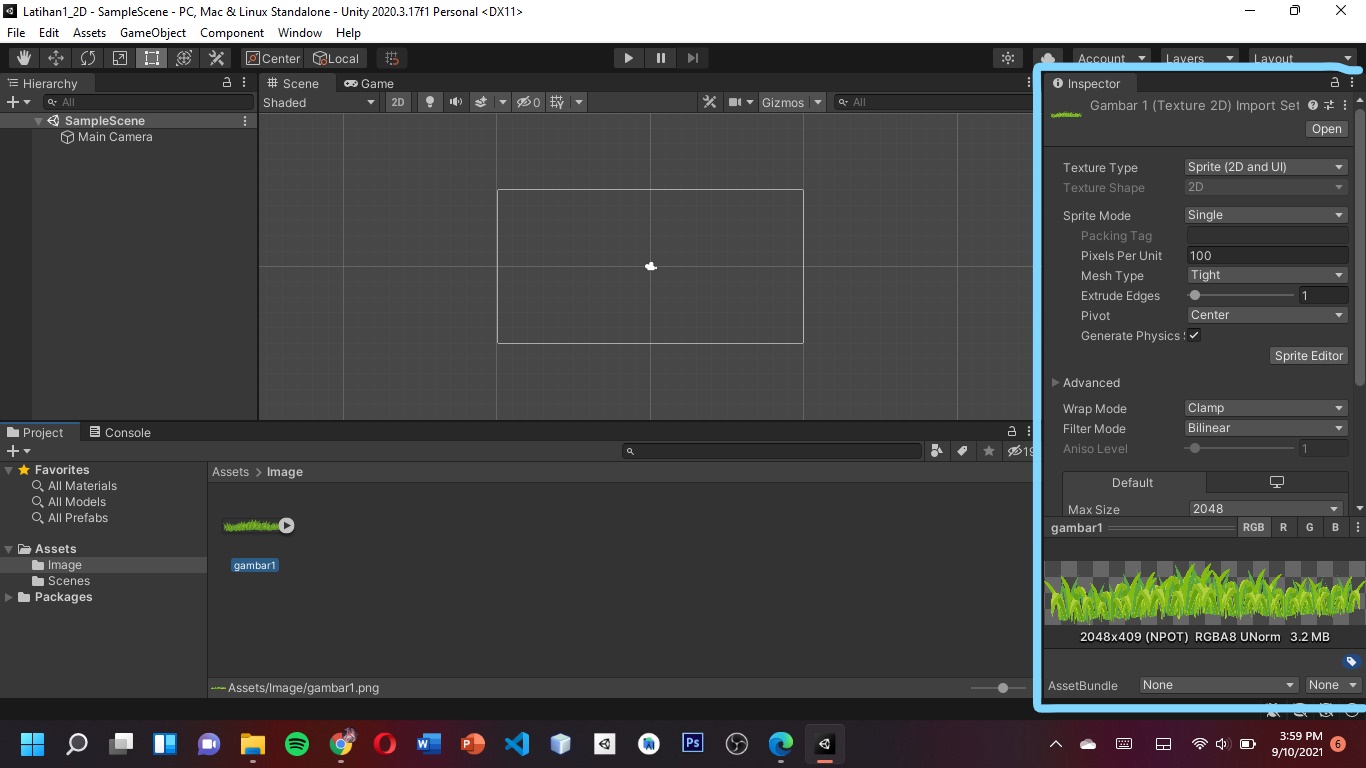 Latihan1_2D - SampleScene - PC, Mac & Linux Standalone - Unity 2020.3.17f1 Personal <DX11>
File Edit Assets GameObject Component Window Help
Center Local Account Layers Layout
Hierarchy
All
SampleScene
Main Camera
Scene Game
Shaded 2D 0 Gizmos All
Project Console
Favorites
All Materials
All Models
All Prefabs
Assets
Image
Scenes
Packages
Assets > Image
gambar1
Assets/Image/gambar1.png
Inspector
Gambar 1 (Texture 2D) Import Set
Open
Texture Type Sprite (2D and UI)
Texture Shape 2D
Sprite Mode Single
Packing Tag
Pixels Per Unit 100
Mesh Type Tight
Extrude Edges 1
Pivot Center
Generate Physics
Sprite Editor
Advanced
Wrap Mode Clamp
Filter Mode Bilinear
Aniso Level 1
Default
Max Size 2048
gambar1 RGB R G B
2048x409 (NPOT) RGBA8 UNorm 3.2 MB
AssetBundle None None
W P Ps
3:59 PM
9/10/2021 6